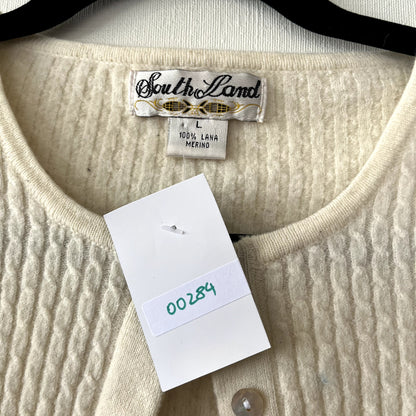 South Land
L
100% LANA
MERINO
00284